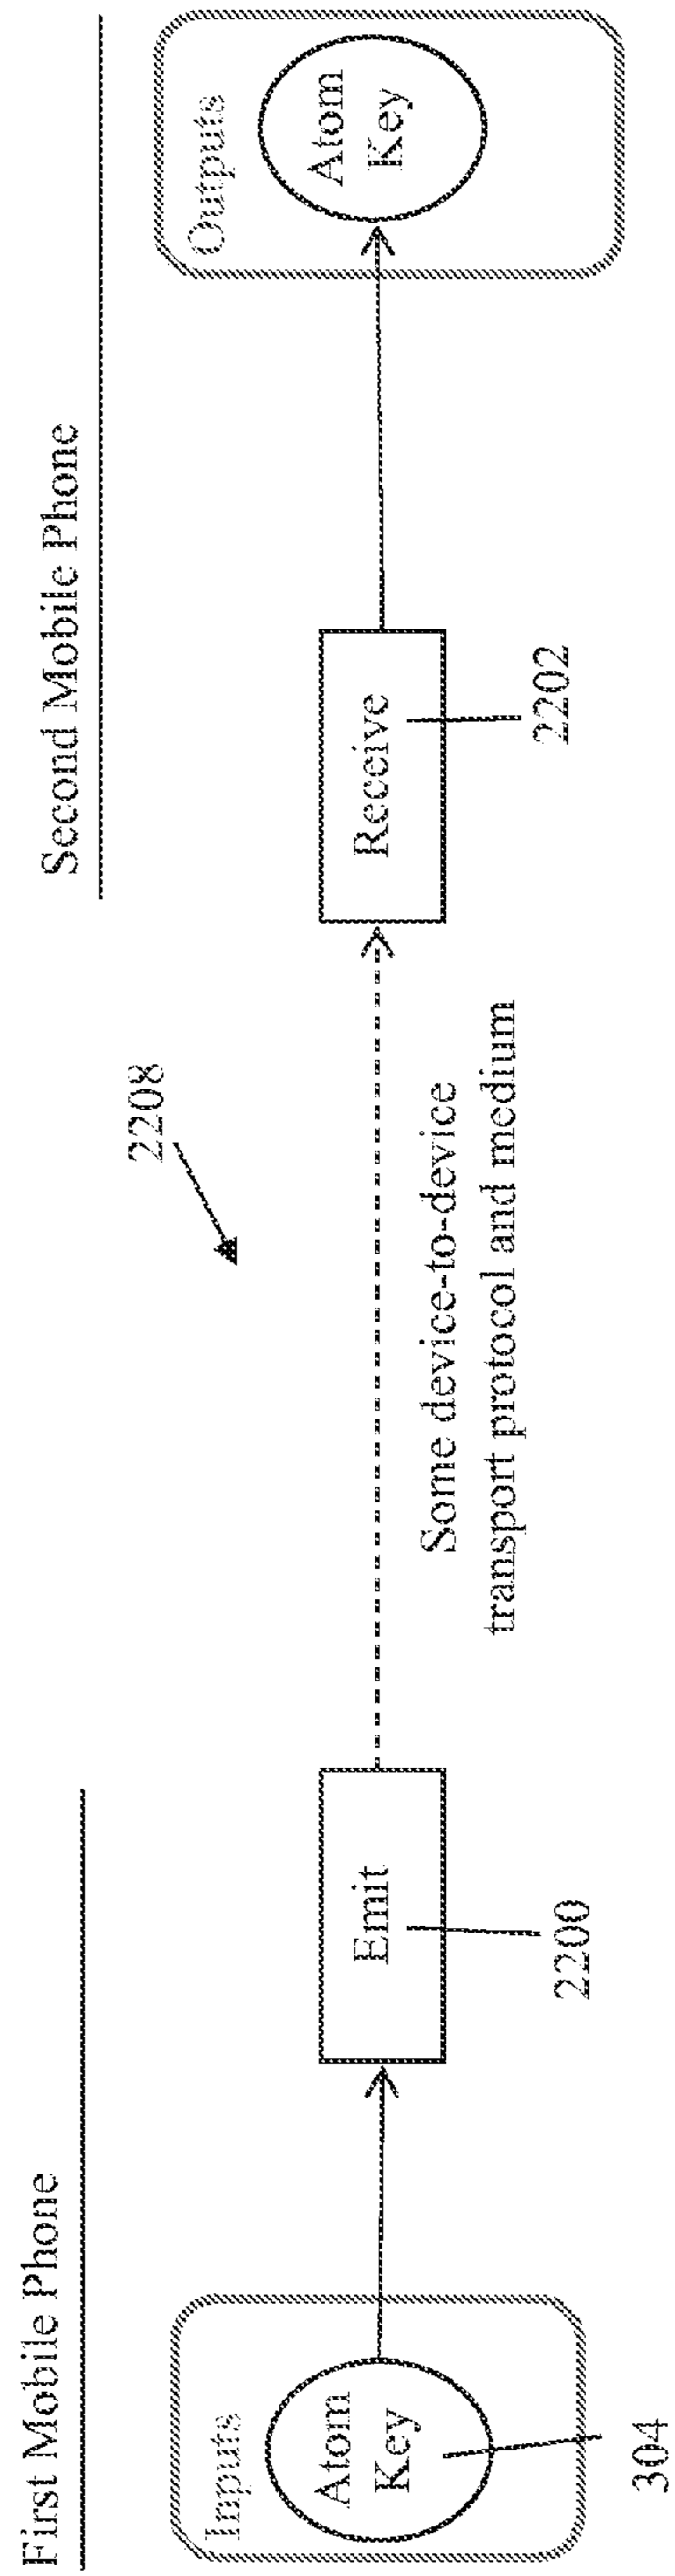 First Mobile Phone
Second Mobile Phone
2208
Inputs
Atom
Key
304
Emit
2200
Some device-to-device
transport protocol and medium
Receive
2202
Outputs
Atom
Key